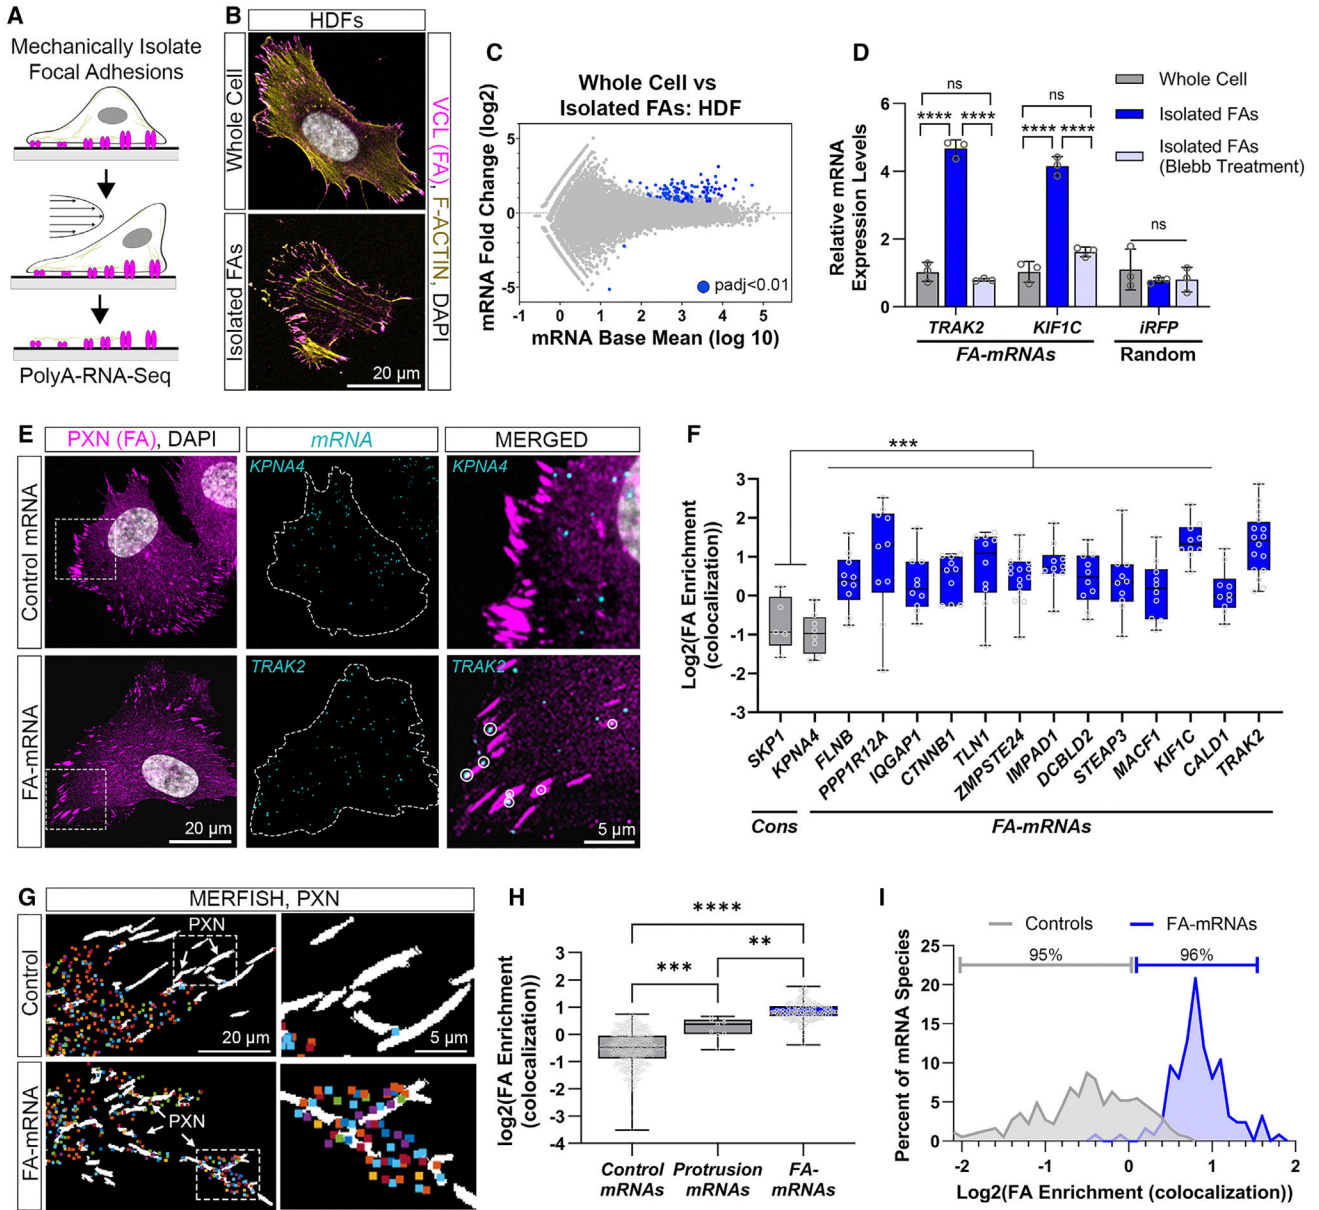 A
Mechanically Isolate
Focal Adhesions
PolyA-RNA-Seq
B
HDFs
Whole Cell
Isolated FAs
VCL (FA), F-ACTIN, DAPI
20 µm
C
Whole Cell vs
Isolated FAs: HDF
mRNA Fold Change (log2)
5
0
-5
padj<0.01
-1 0 1 2 3 4 5
mRNA Base Mean (log 10)
D
Whole Cell
Isolated FAs
Isolated FAs
(Blebb Treatment)
Relative mRNA
Expression Levels
6
4
2
0
ns
**** ****
ns
**** ****
ns
TRAK2 KIF1C iRFP
FA-mRNAs Random
E
PXN (FA), DAPI
mRNA
MERGED
Control mRNA
KPNA4
KPNA4
FA-mRNA
TRAK2
TRAK2
20 µm
5 µm
F
***
Log2(FA Enrichment
(colocalization))
3
2
1
0
-1
-2
-3
SKP1
KPNA4
FLNB
PPP1R12A
IQGAP1
CTNNB1
TLN1
ZMPSTE24
IMPAD1
DCBLD2
STEAP3
MACF1
KIF1C
CALD1
TRAK2
Cons FA-mRNAs
G
MERFISH, PXN
Control
PXN
20 µm
5 µm
FA-mRNA
PXN
H
****
**
***
log2(FA Enrichment
(colocalization))
3
2
1
0
-1
-2
-3
-4
Control
mRNAs
Protrusion
mRNAs
FA-
mRNAs
I
Controls FA-mRNAs
95% 96%
Percent of mRNA Species
25
20
15
10
5
0
-2 -1 0 1 2
Log2(FA Enrichment (colocalization))